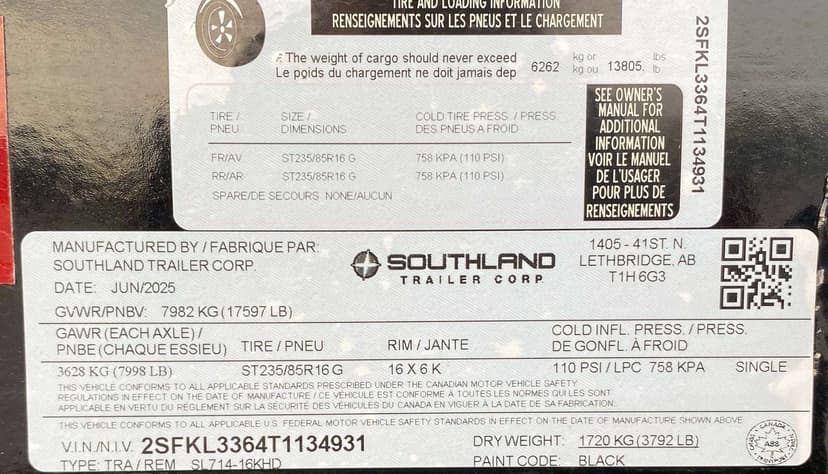 TIRE AND LOADING INFORMATION
RENSEIGNEMENTS SUR LES PNEUS ET LE CHARGEMENT
The weight of cargo should never exceed 6262 kg or 13805. lbs.
Le poids du chargement ne doit jamais dep kg ou lb.
TIRE / SIZE / COLD TIRE PRESS. / PRESS.
PNEU DIMENSIONS DES PNEUS A FROID
FR/AV ST235/85R16 G 758 KPA (110 PSI)
RR/AR ST235/85R16 G 758 KPA (110 PSI)
SPARE/DE SECOURS NONE/AUCUN
SEE OWNER'S
MANUAL FOR
ADDITIONAL
INFORMATION
VOIR LE MANUEL
DE L'USAGER
POUR PLUS DE
RENSEIGNEMENTS
2SFKL3364T1134931
MANUFACTURED BY / FABRIQUE PAR:
SOUTHLAND TRAILER CORP.
DATE: JUN/2025
SOUTHLAND
TRAILER CORP
1405 - 41ST. N.
LETHBRIDGE, AB
T1H 6G3
GVWR/PNBV: 7982 KG (17597 LB)
GAWR (EACH AXLE) / COLD INFL. PRESS. / PRESS.
PNBE (CHAQUE ESSIEU) TIRE / PNEU RIM / JANTE DE GONFL. À FROID
3628 KG (7998 LB) ST235/85R16 G 16 X 6 K 110 PSI / LPC 758 KPA SINGLE
THIS VEHICLE CONFORMS TO ALL APPLICABLE STANDARDS PRESCRIBED UNDER THE CANADIAN MOTOR VEHICLE SAFETY
REGULATIONS IN EFFECT ON THE DATE OF MANUFACTURE / CE VÉHICULE EST CONFORME À TOUTES LES NORMES QUI LUI SONT
APPLICABLE EN VERTU DU RÉGLEMENT SUR LA SÉCURITÉ DES VÉHICULES DU CANADA EN VIGUER À LA DATE DE SA FABRICATION.
THIS VEHICLE CONFORMS TO ALL APPLICABLE U.S. FEDERAL MOTOR VEHICLE SAFETY STANDARDS IN EFFECT ON THE DATE OF MANUFACTURE SHOWN ABOVE
V.I.N./N.I.V. 2SFKL3364T1134931 DRY WEIGHT: 1720 KG (3792 LB)
TYPE: TRA / REM SL714-16KHD PAINT CODE: BLACK
CANADA
TRANSPORT